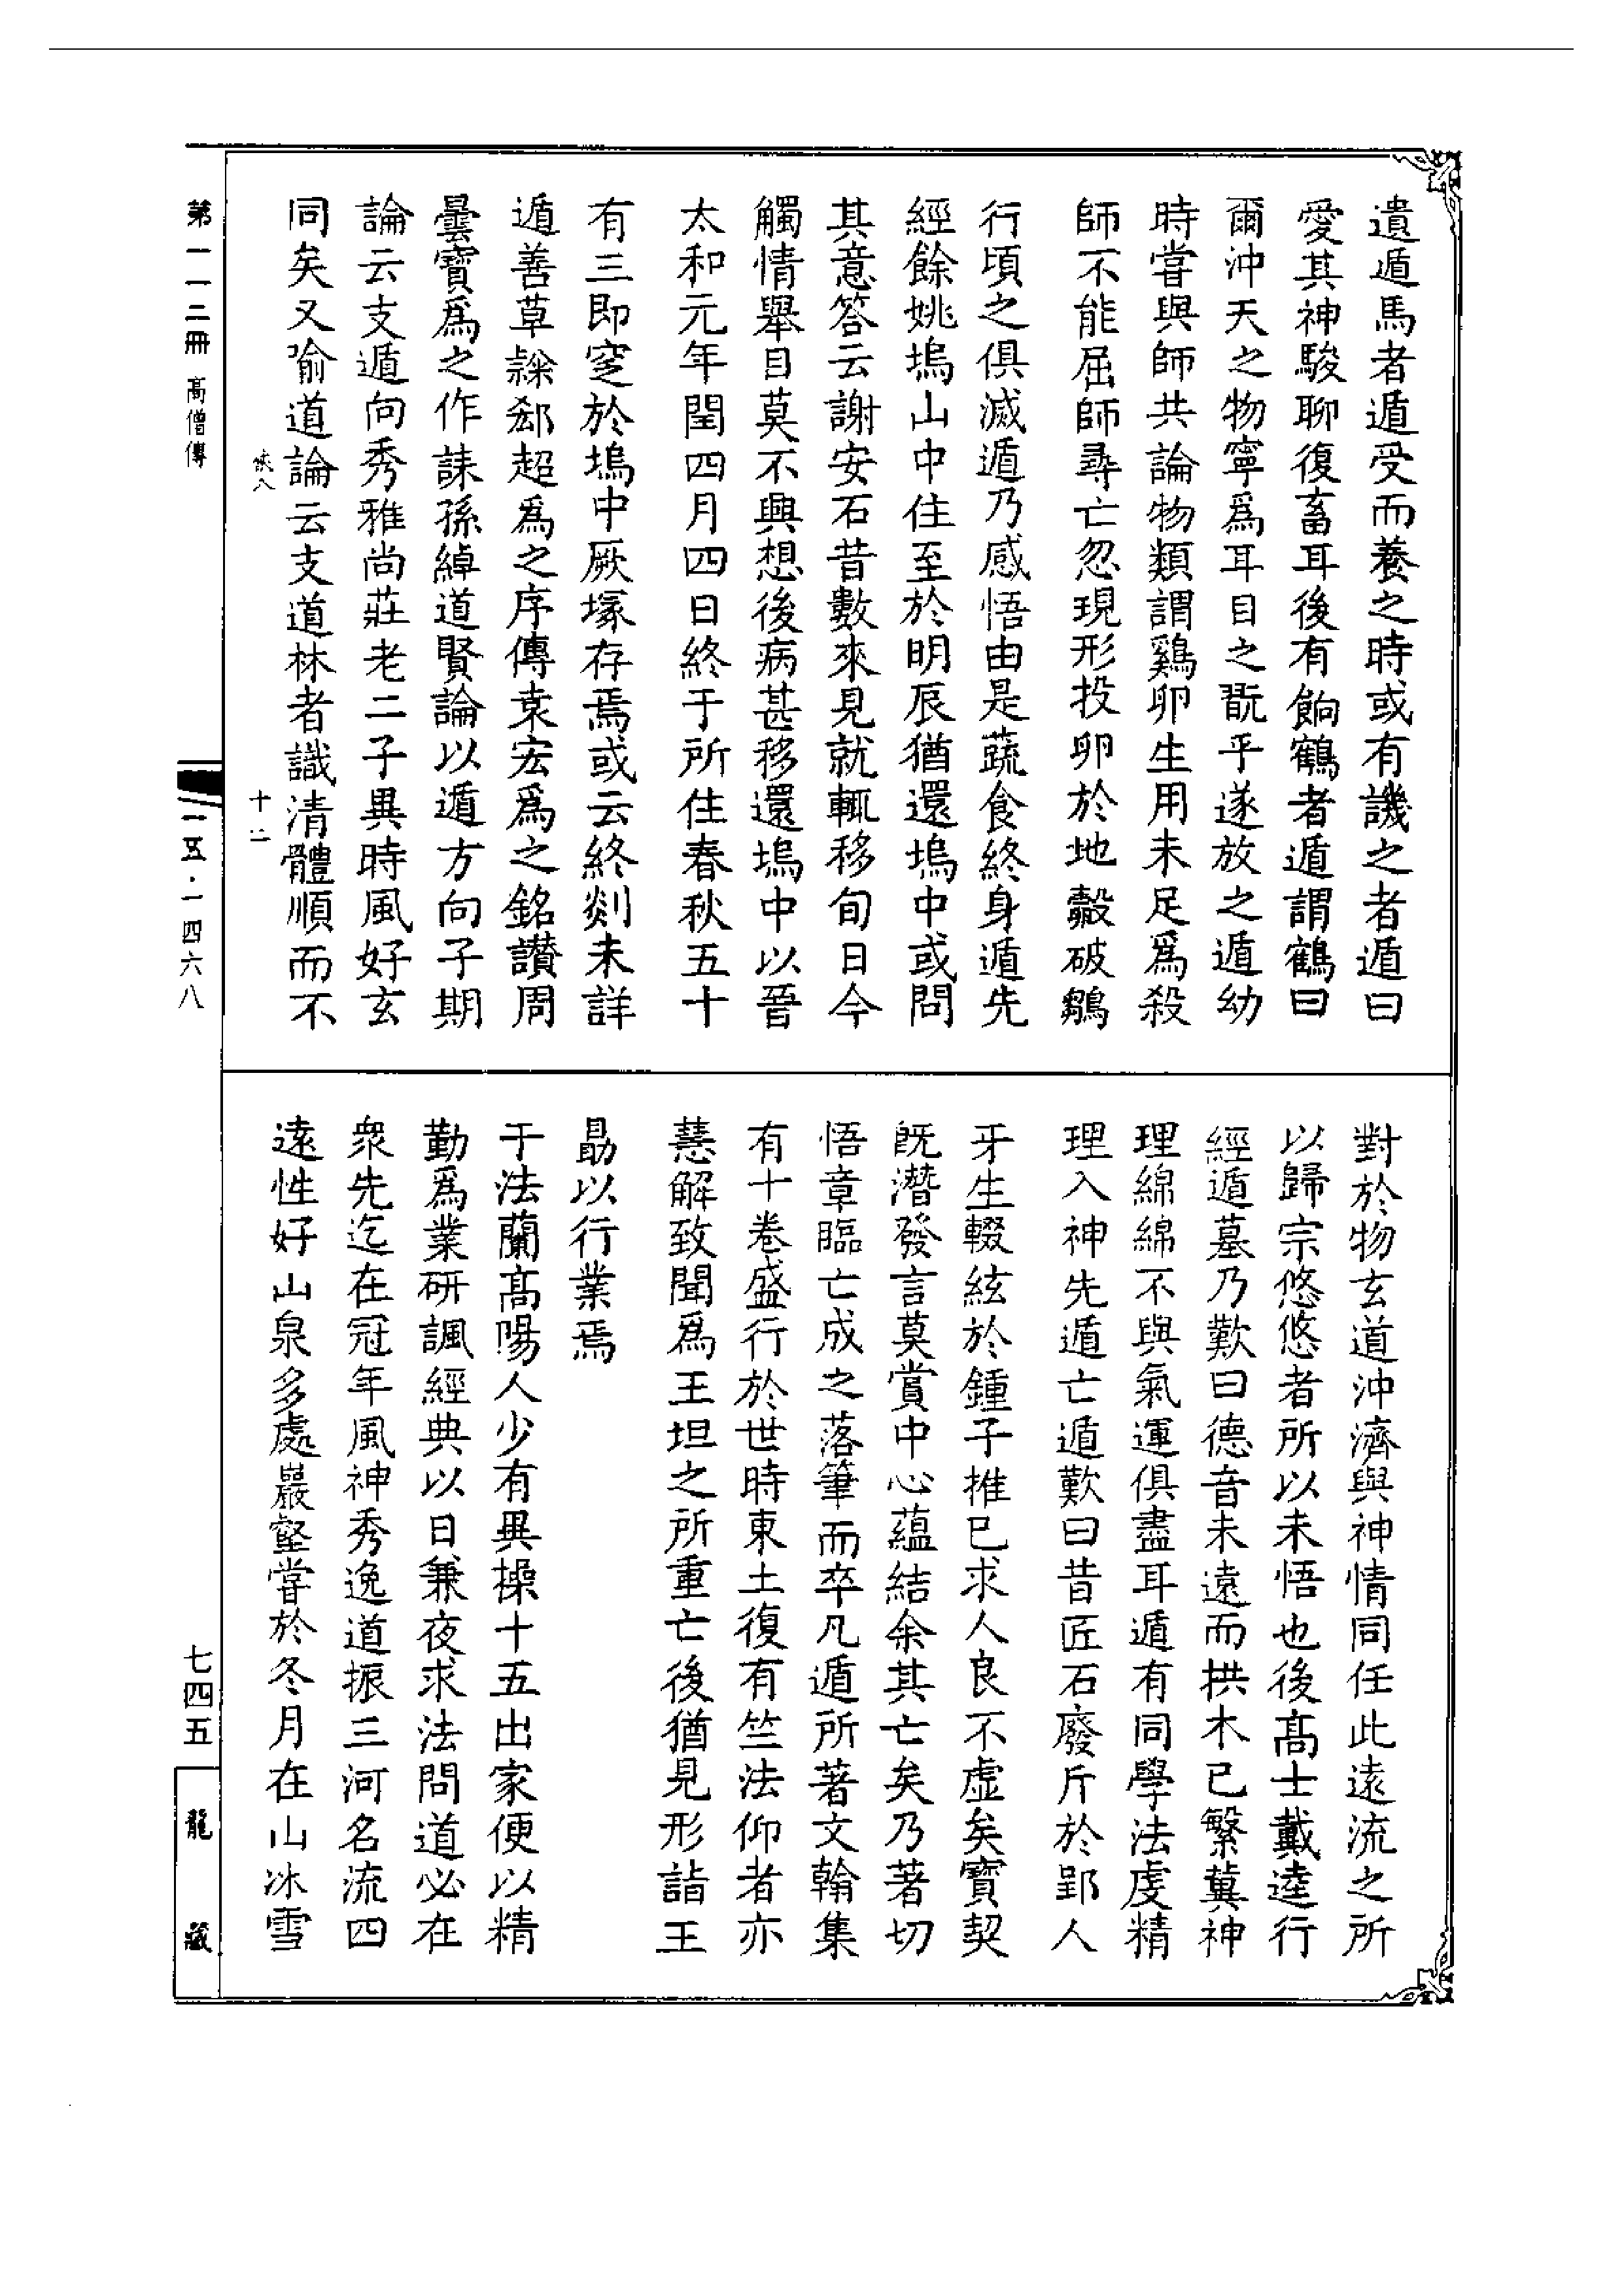 遺遁馬者遁受而養之時或有譏之者遁曰
愛其神駿聊復畜耳後有餉鶴者遁謂鶴曰
爾沖天之物寧爲耳目之翫乎遂放之遁幼
時嘗與師共論物類謂鷄卵生用未足爲殺
師不能屈師尋亡忽現形投卵於地㲉破鶵
行頃之俱滅遁乃感悟由是蔬食終身遁先
經餘姚塢山中住至於明辰猶還塢中或問
其意答云謝安石昔數來見就輒移旬日今
觸情舉目莫不興想後病甚移還塢中以晉
太和元年閏四月四日終于所住春秋五十
有三即窆於塢中厥塚存焉或云終剡未詳
遁善草𨽻郄超爲之序傳袁宏爲之銘讚周
曇寶爲之作誄孫綽道賢論以遁方向子期
論云支遁向秀雅尚莊老二子異時風好玄
同矣又喻道論云支道林者識清體順而不
對於物玄道沖濟與神情同任此遠流之所
以歸宗悠悠者所以未悟也後高士戴逵行
經遁墓乃歎曰德音未遠而拱木已繁冀神
理綿綿不與氣運俱盡耳遁有同學法虔精
理入神先遁亡遁歎曰昔匠石廢斤於郢人
牙生輟絃於鍾子推已求人良不虛矣寶契
既潛發言莫賞中心蘊結余其亡矣乃著切
悟章臨亡成之落筆而卒凡遁所著文翰集
有十卷盛行於世時東土復有竺法仰者亦
慧解致聞爲王坦之所重亡後猶見形詣王
勗以行業焉
于法蘭高陽人少有異操十五出家便以精
勤爲業研諷經典以日兼夜求法問道必在
衆先迄在冠年風神秀逸道振三河名流四
遠性好山泉多處巖壑嘗於冬月在山冰雪
第一一二冊 高僧傳
十二
一五·一四六八
七四五
龍藏